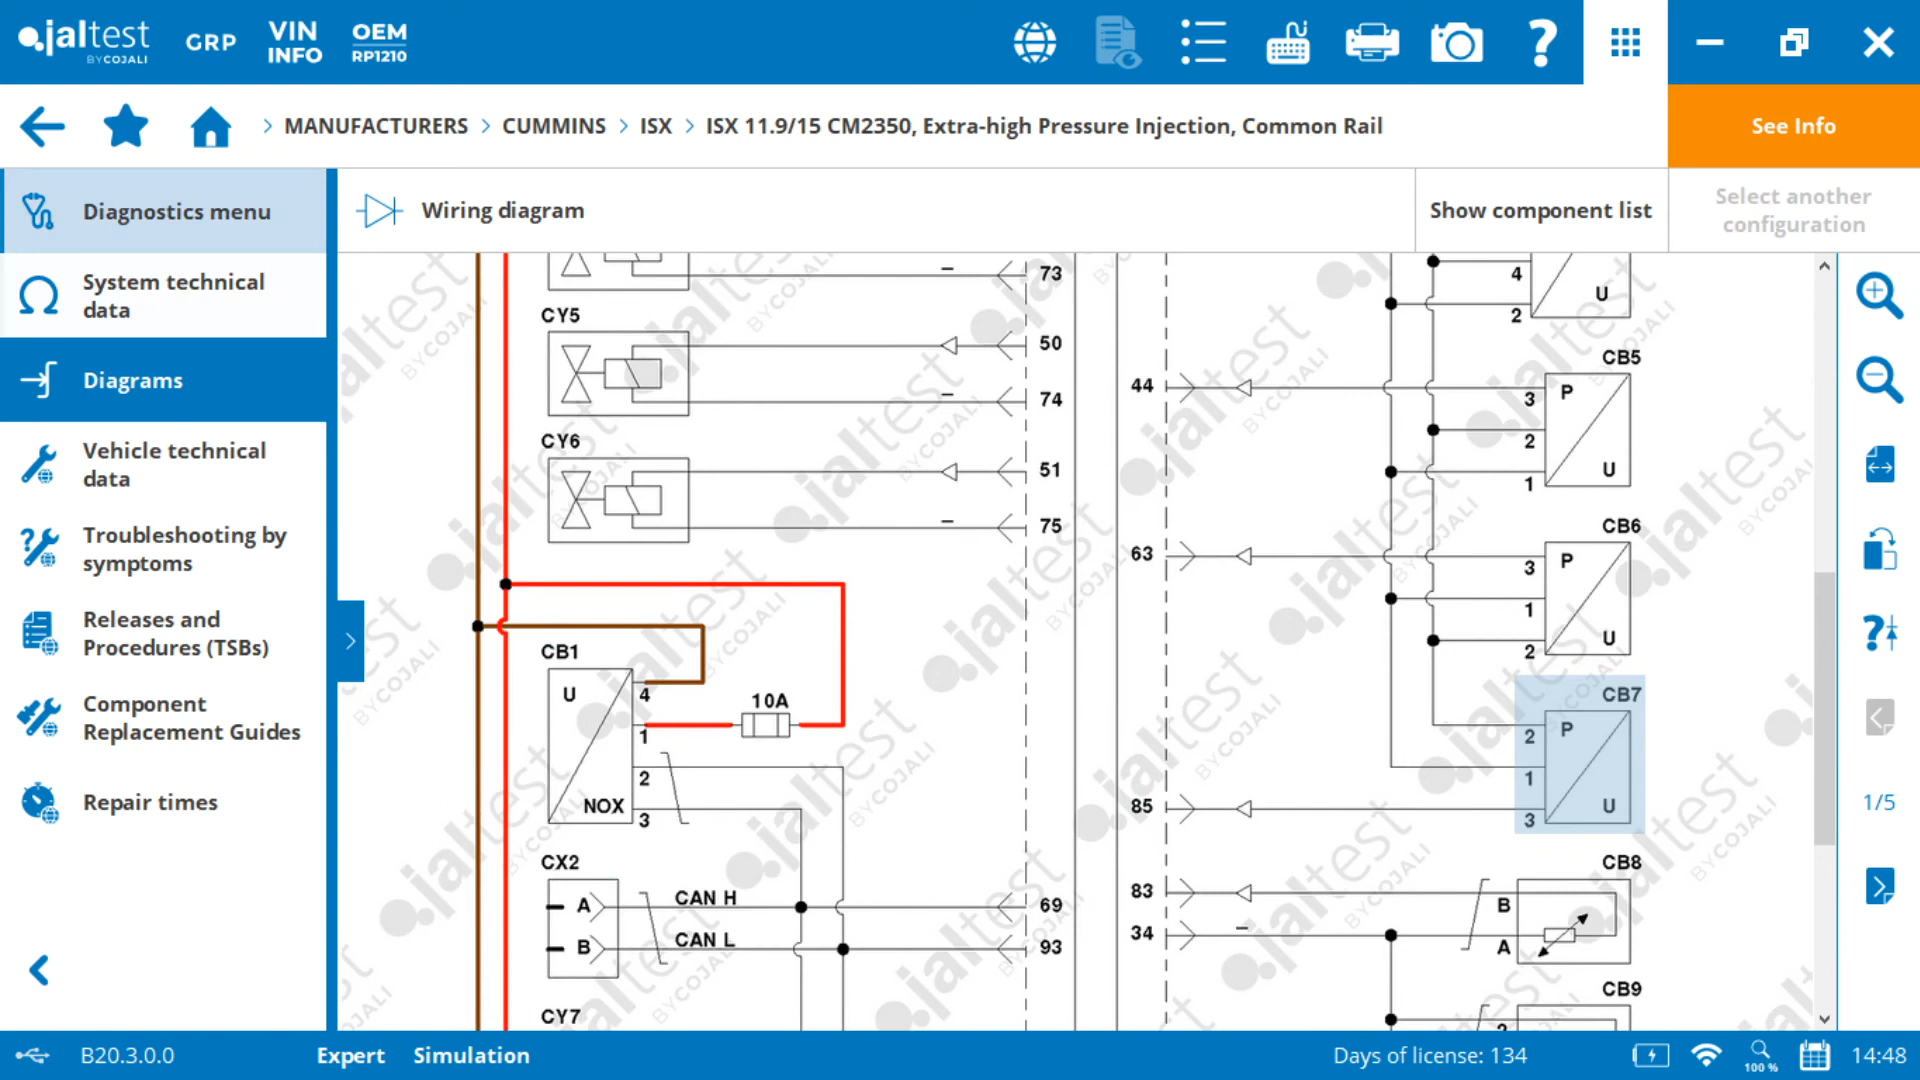 jaltest
BYCOJALI
GRP
VIN
INFO
OEM
RP1210
MANUFACTURERS
CUMMINS
ISX
ISX 11.9/15 CM2350, Extra-high Pressure Injection, Common Rail
See Info
Diagnostics menu
Wiring diagram
Show component list
Select another
configuration
System technical
data
Diagrams
Vehicle technical
data
Troubleshooting by
symptoms
Releases and
Procedures (TSBs)
Component
Replacement Guides
Repair times
73
CY5
50
74
CY6
51
75
CB1
U
4
10A
1
2
NOX
3
CX2
A
CAN H
69
B
CAN L
93
CY7
4
U
2
CB5
44
3
P
2
1
U
CB6
63
3
P
1
U
2
CB7
2
P
1
85
U
3
CB8
83
B
34
A
CB9
2
1/5
B20.3.0.0
Expert
Simulation
Days of license: 134
100 %
14:48